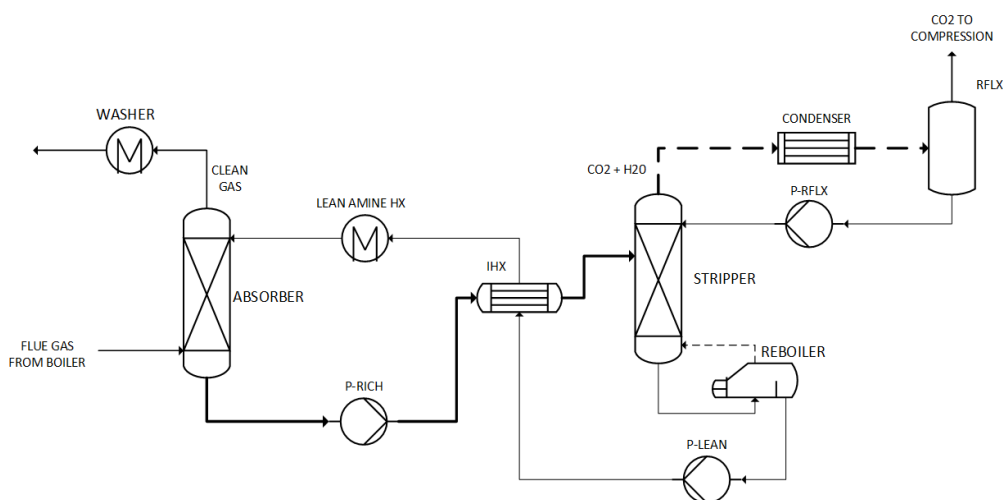 CO2 TO
COMPRESSION
RFLX
WASHER
CONDENSER
CLEAN
GAS
CO2 + H20
P-RFLX
LEAN AMINE HX
IHX
STRIPPER
ABSORBER
FLUE GAS
FROM BOILER
REBOILER
P-RICH
P-LEAN